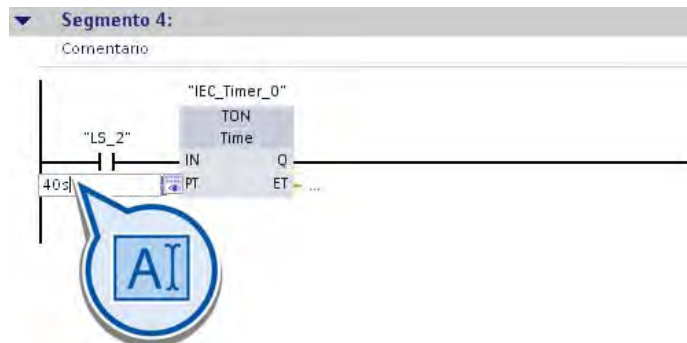 Segmento 4:
Comentario
"IEC_Timer_0"
TON
Time
"LS_2"
IN Q
40s PT ET ...
AI